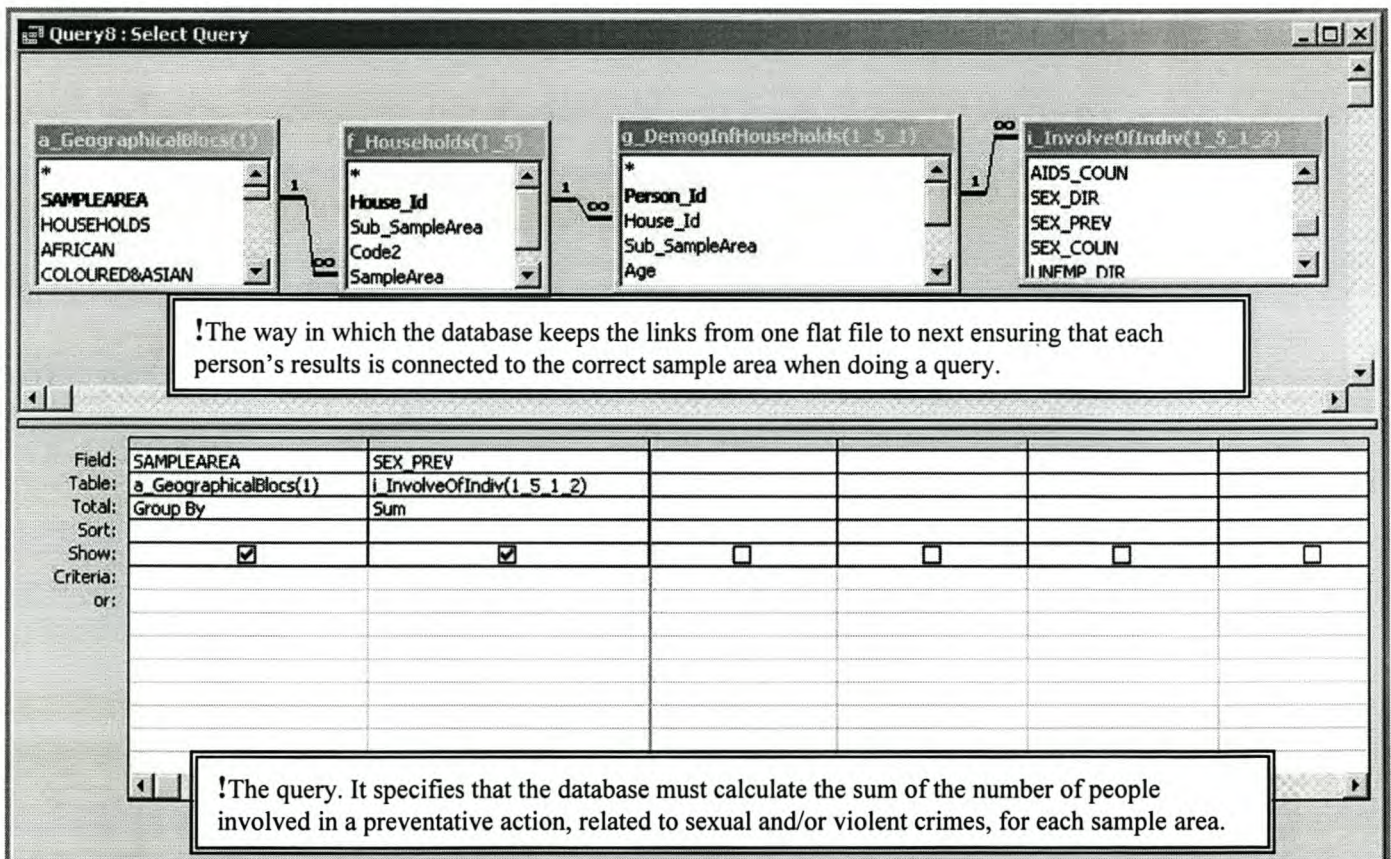 Query8 : Select Query
a_GeographicalBlocs(1)
*
SAMPLEAREA
HOUSEHOLDS
AFRICAN
COLOURED&ASIAN
1
∞
f_Households(1_5)
*
House_Id
Sub_SampleArea
Code2
SampleArea
1
∞
g_DemogInfHouseholds(1_5_1)
*
Person_Id
House_Id
Sub_SampleArea
Age
1
∞
i_InvolveOfIndiv(1_5_1_2)
AIDS_COUN
SEX_DIR
SEX_PREV
SEX_COUN
UNEMP_DIR
!The way in which the database keeps the links from one flat file to next ensuring that each
person's results is connected to the correct sample area when doing a query.
Field: SAMPLEAREA SEX_PREV
Table: a_GeographicalBlocs(1) i_InvolveOfIndiv(1_5_1_2)
Total: Group By Sum
Sort:
Show:
Criteria:
or:
!The query. It specifies that the database must calculate the sum of the number of people
involved in a preventative action, related to sexual and/or violent crimes, for each sample area.